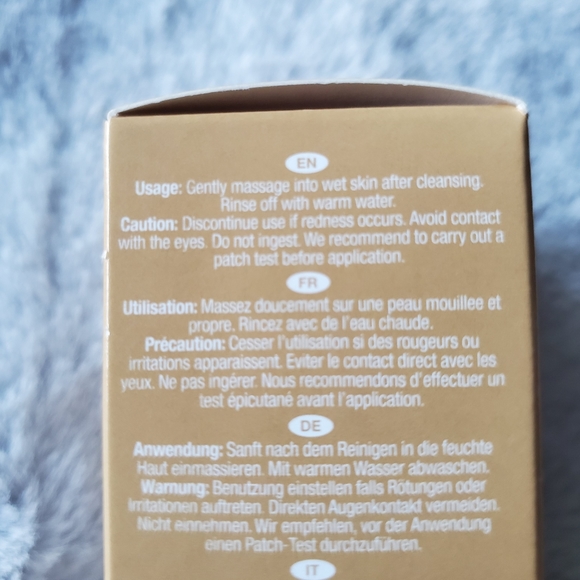 EN
Usage: Gently massage into wet skin after cleansing.
Rinse off with warm water.
Caution: Discontinue use if redness occurs. Avoid contact
with the eyes. Do not ingest. We recommend to carry out a
patch test before application.
FR
Utilisation: Massez doucement sur une peau mouillee et
propre. Rincez avec de l'eau chaude.
Précaution: Cesser l'utilisation si des rougeurs ou
irritations apparaissent. Eviter le contact direct avec les
yeux. Ne pas ingérer. Nous recommendons d'effectuer un
test épicutané avant l'application.
DE
Anwendung: Sanft nach dem Reinigen in die feuchte
Haut einmassieren. Mit warmen Wasser abwaschen.
Warnung: Benutzung einstellen falls Rötungen oder
Irritationen auftreten. Direkten Augenkontakt vermeiden.
Nicht einnehmen. Wir empfehlen, vor der Anwendung
einen Patch-Test durchzuführen.
IT